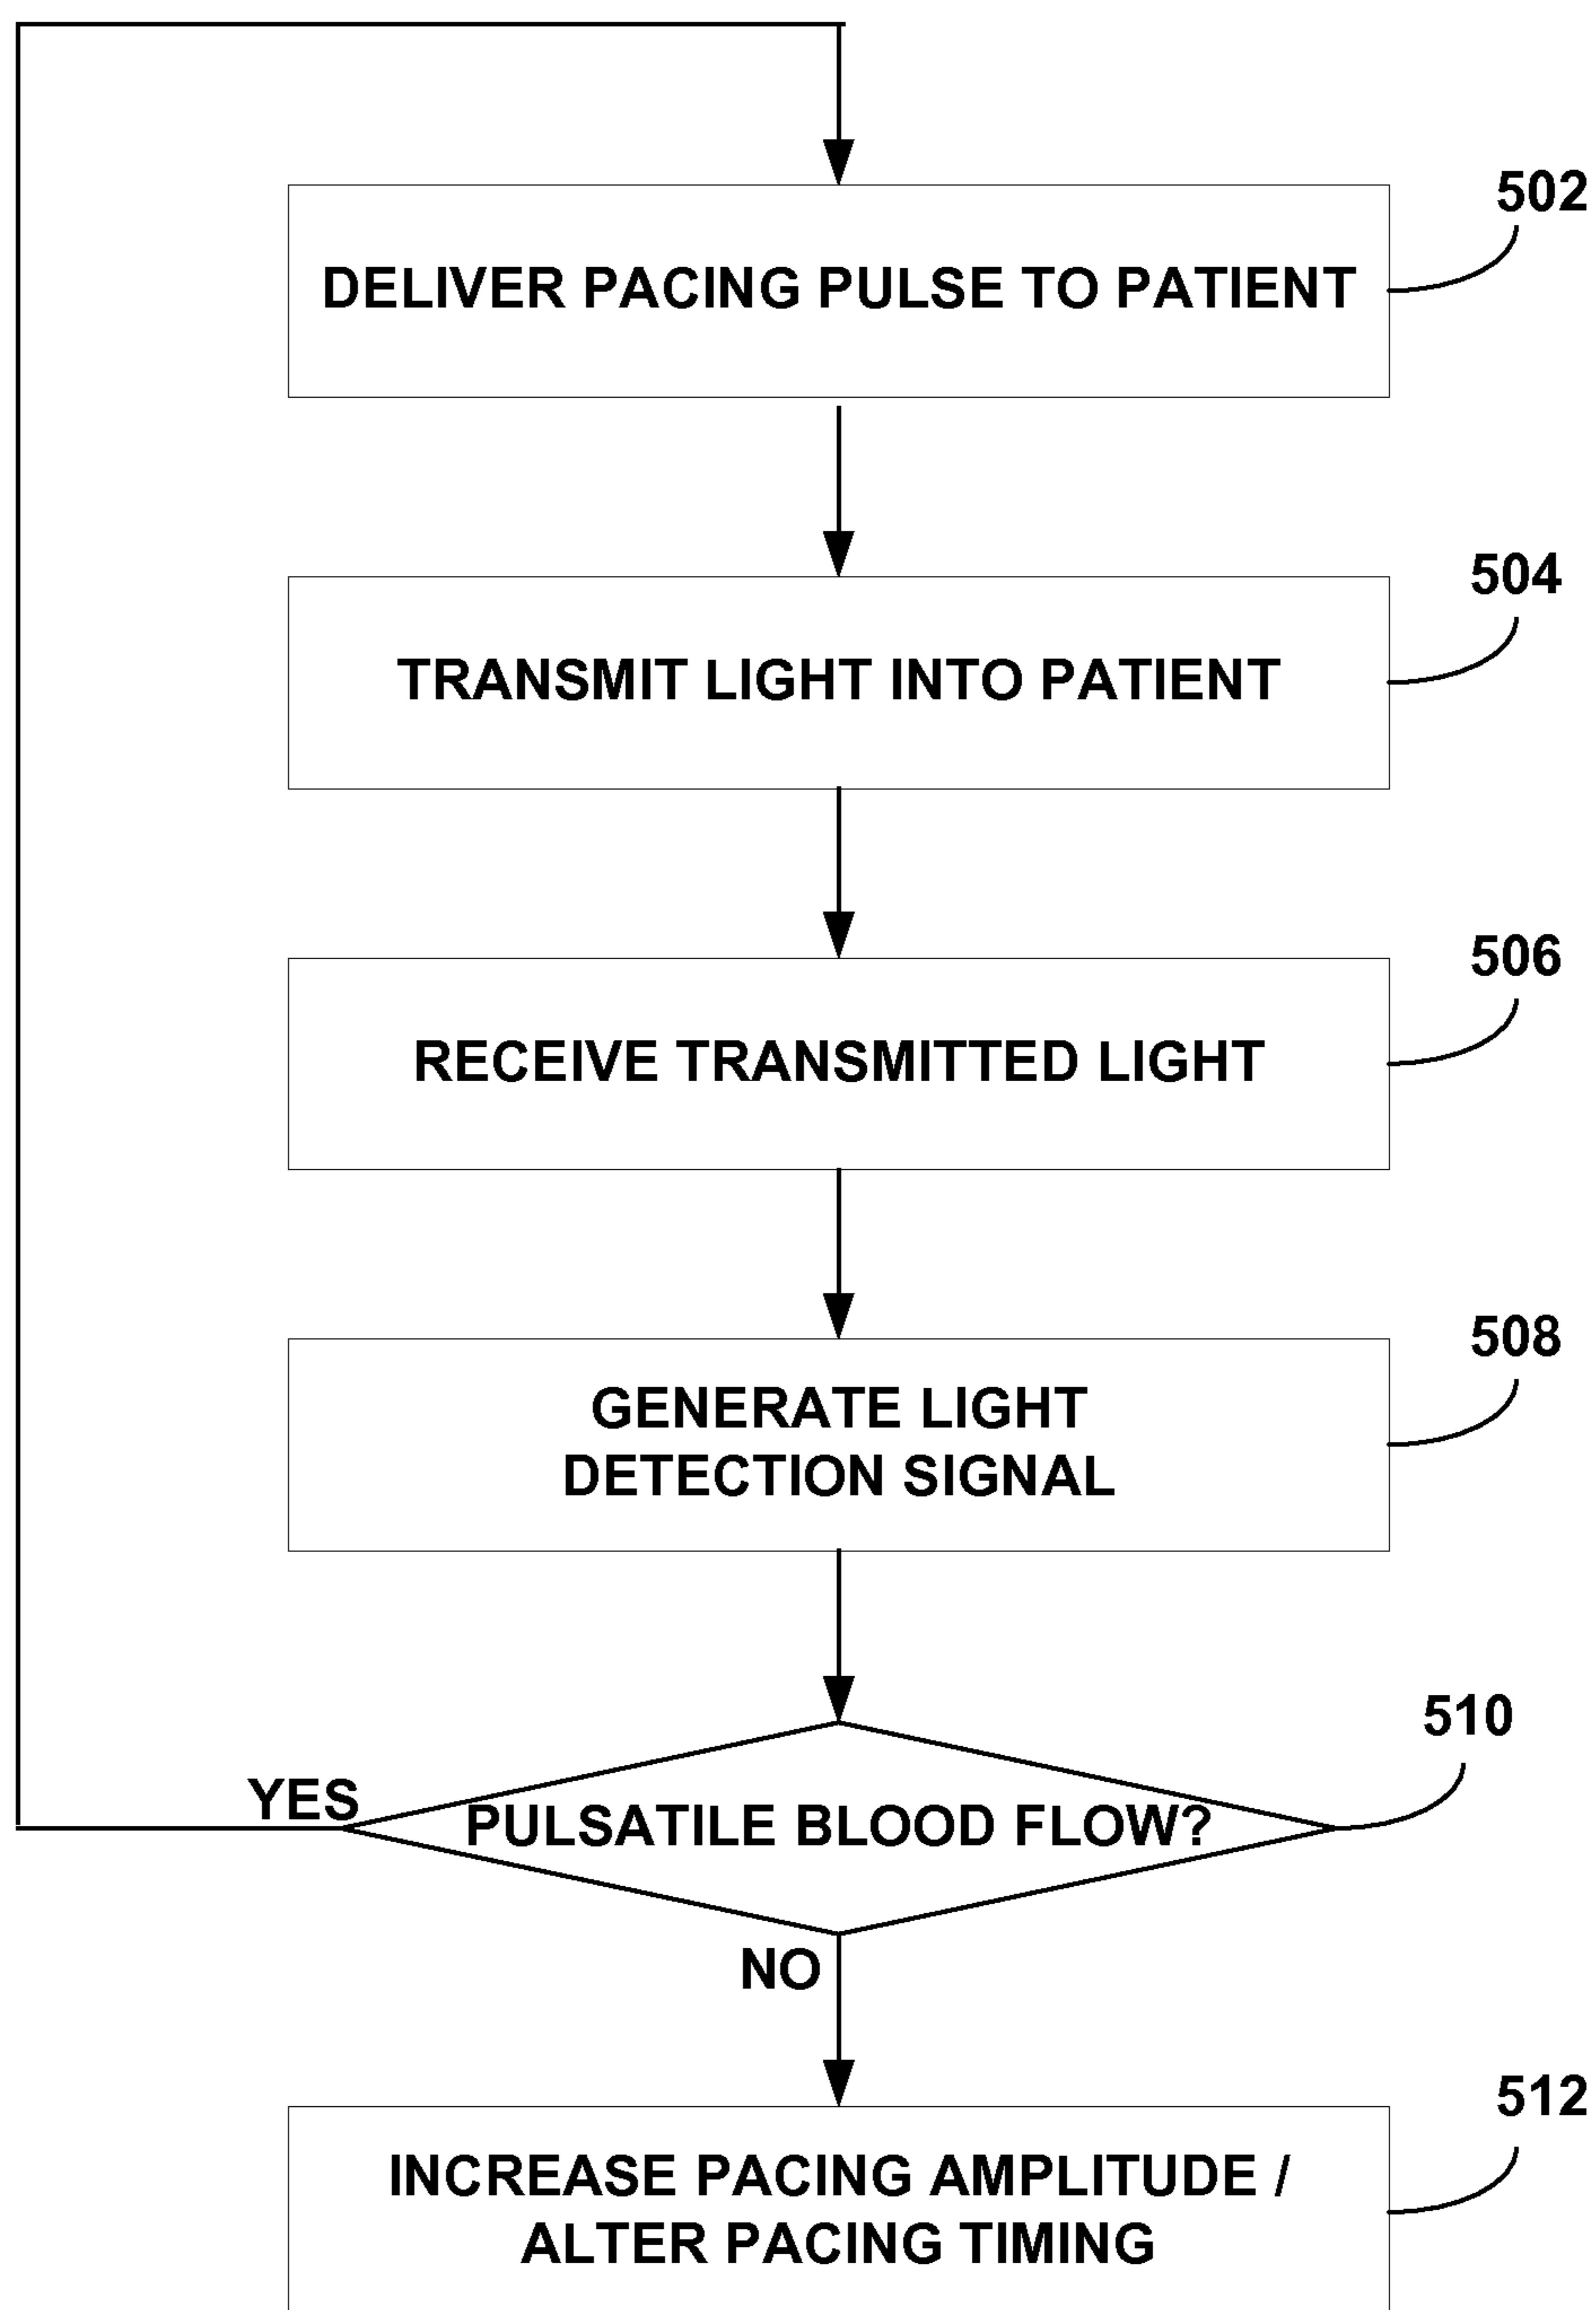 502
DELIVER PACING PULSE TO PATIENT
504
TRANSMIT LIGHT INTO PATIENT
506
RECEIVE TRANSMITTED LIGHT
508
GENERATE LIGHT
DETECTION SIGNAL
510
YES
PULSATILE BLOOD FLOW?
NO
512
INCREASE PACING AMPLITUDE /
ALTER PACING TIMING